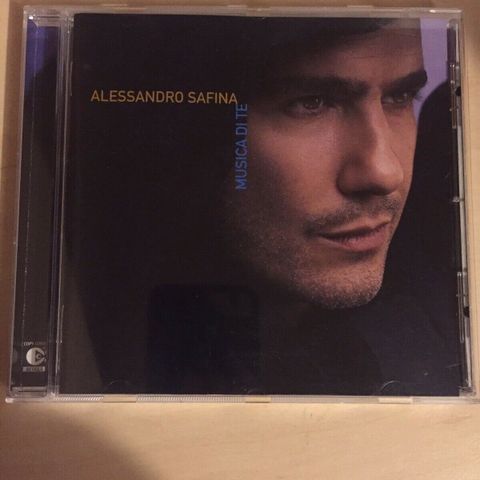 ALESSANDRO SAFINA
MUSICA DI TE